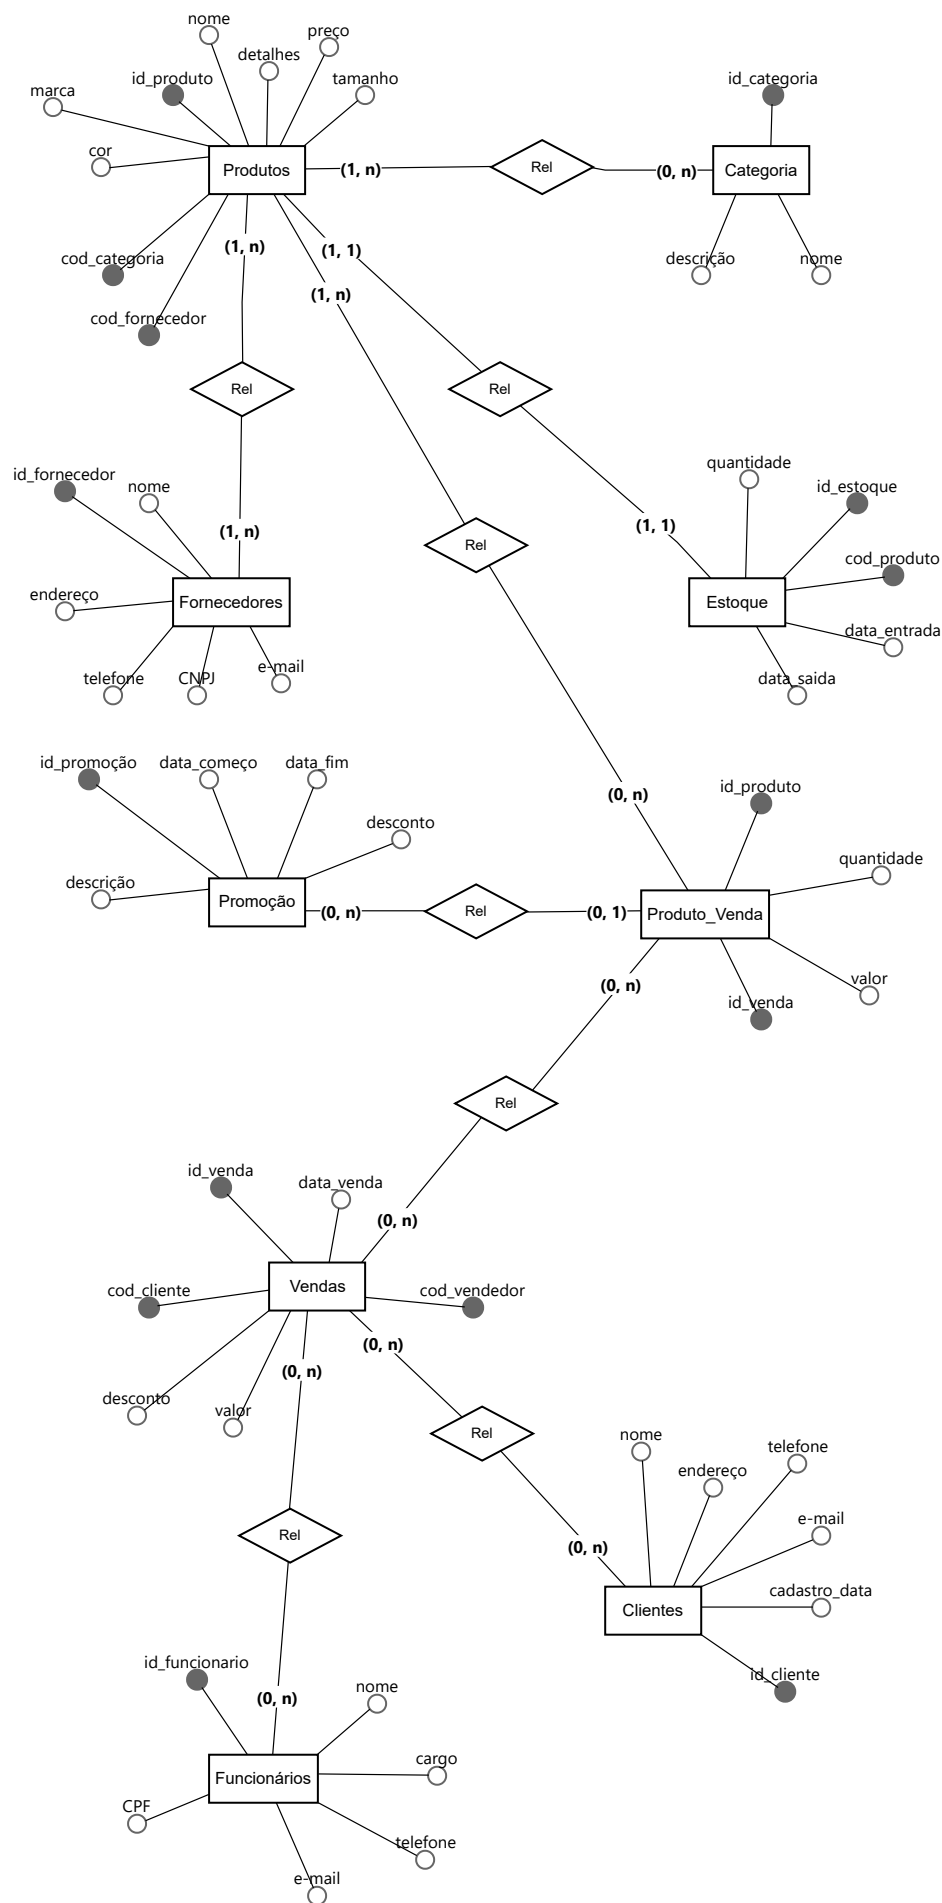 nome
preço
detalhes
id_produto
tamanho
id_categoria
marca
cor
Produtos
(1, n)
Rel
(0, n)
Categoria
(1, n)
(1, 1)
cod_categoria
descrição
nome
(1, n)
cod_fornecedor
Rel
Rel
quantidade
id_fornecedor
nome
id_estoque
(1, n)
(1, 1)
Rel
cod_produto
endereço
Fornecedores
Estoque
data_entrada
telefone
CNPJ
e-mail
data_saida
id_promoção
data_começo
data_fim
(0, n)
id_produto
desconto
quantidade
descrição
Promoção
(0, n)
Rel
(0, 1)
Produto_Venda
(0, n)
valor
id_venda
Rel
id_venda
data_venda
(0, n)
cod_cliente
Vendas
cod_vendedor
(0, n)
(0, n)
desconto
valor
Rel
nome
telefone
endereço
e-mail
Rel
(0, n)
cadastro_data
Clientes
id_funcionario
id_cliente
nome
(0, n)
cargo
Funcionários
CPF
telefone
e-mail